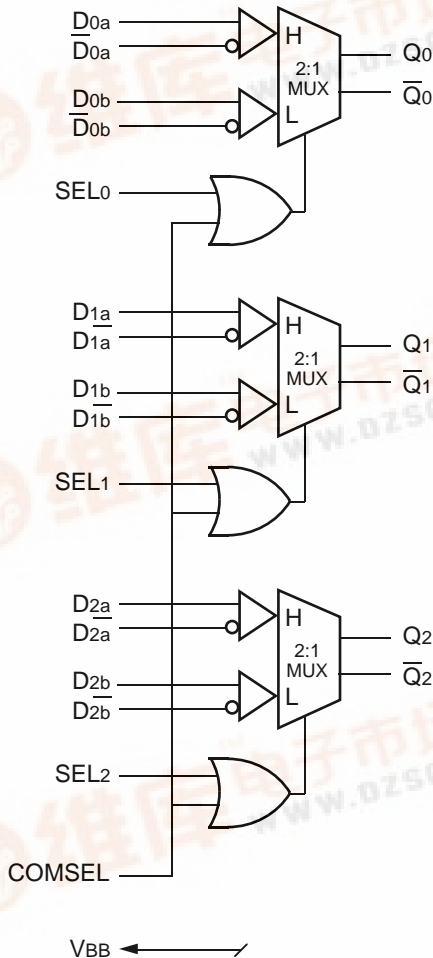 D0a
D0a H
2:1 Q0
MUX Q0
D0b
D0b L
SEL0
D1a
D1a H
2:1 Q1
MUX Q1
D1b
D1b L
SEL1
D2a
D2a H
2:1 Q2
MUX Q2
D2b
D2b L
SEL2
COMSEL
VBB